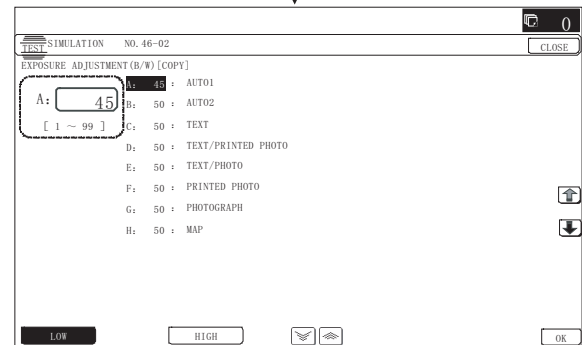 0
TEST SIMULATION NO.46-02 CLOSE
EXPOSURE ADJUSTMENT(B/W)[COPY]
A: 45
[ 1 ~ 99 ]
A: 45 : AUTO1
B: 50 : AUTO2
C: 50 : TEXT
D: 50 : TEXT/PRINTED PHOTO
E: 50 : TEXT/PHOTO
F: 50 : PRINTED PHOTO
G: 50 : PHOTOGRAPH
H: 50 : MAP
LOW HIGH OK